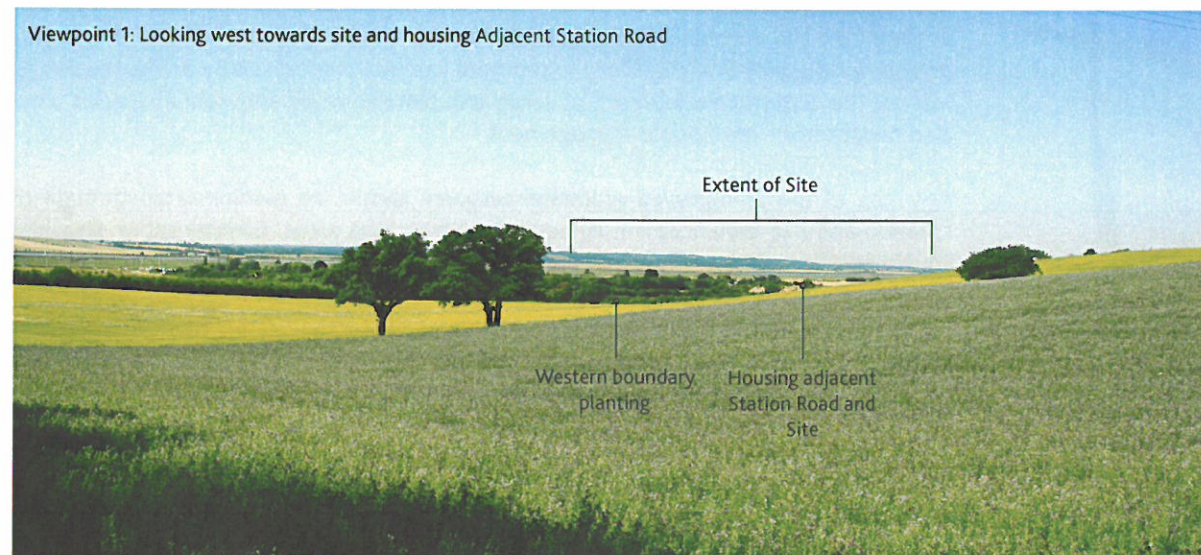 Viewpoint 1: Looking west towards site and housing Adjacent Station Road
Extent of Site
Western boundary
planting
Housing adjacent
Station Road and
Site